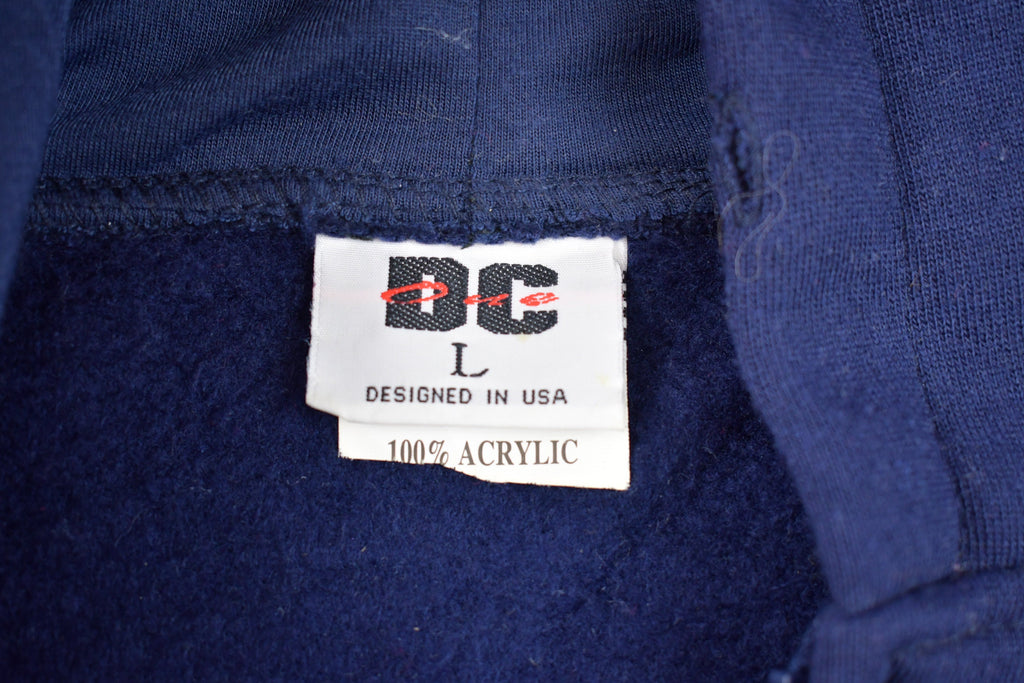 DC
One
L
DESIGNED IN USA
100% ACRYLIC